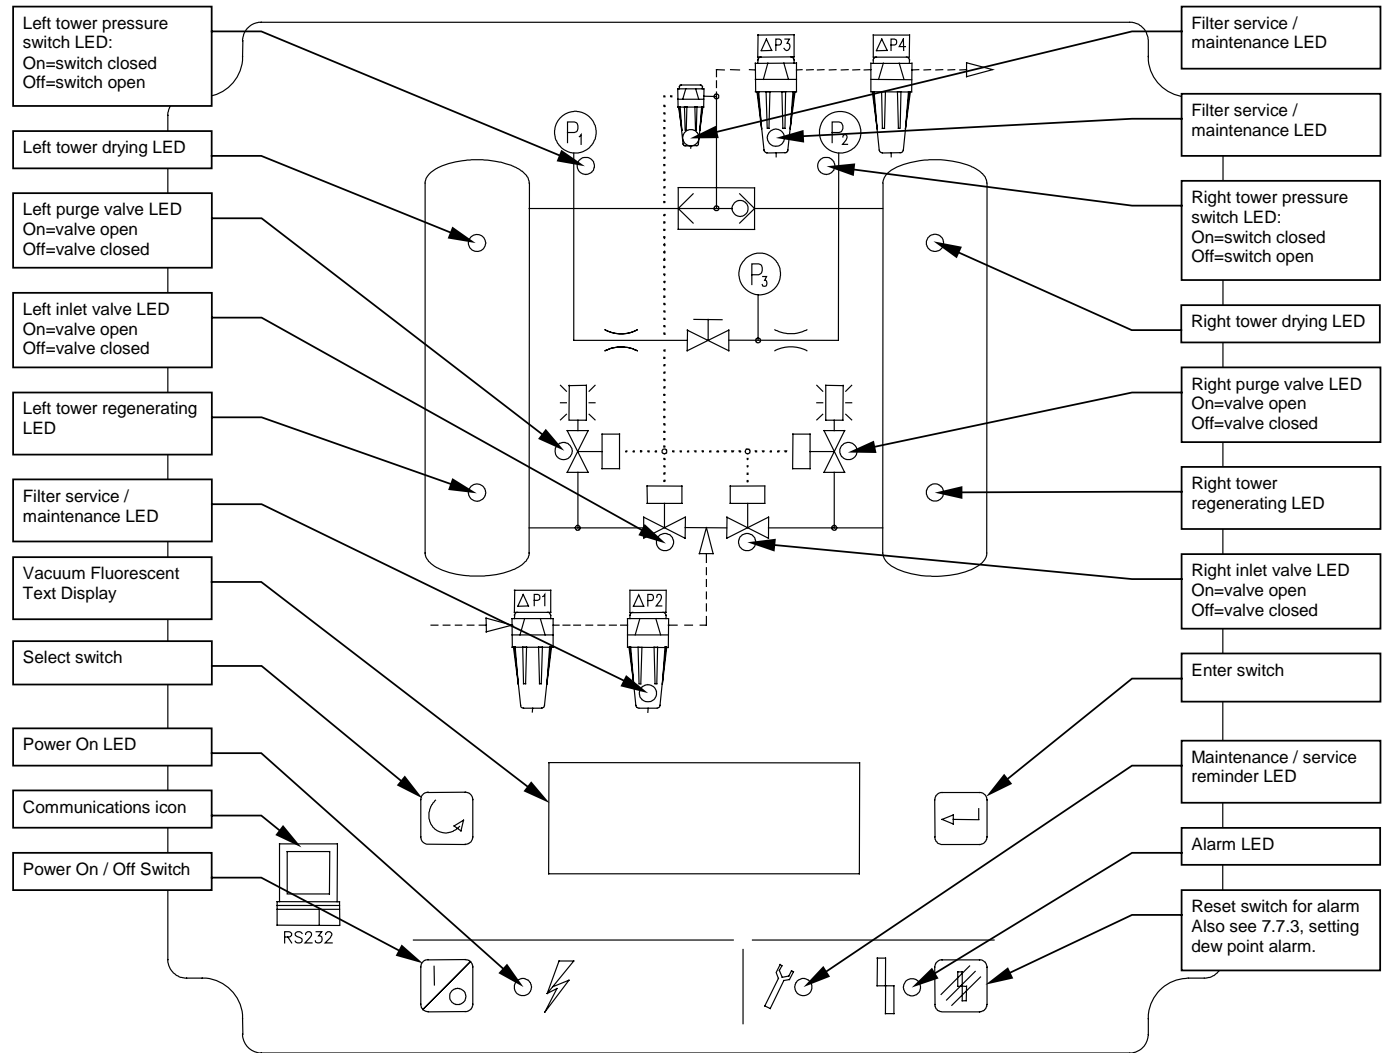 Left tower pressure
switch LED:
On=switch closed
Off=switch open
Left tower drying LED
Left purge valve LED
On=valve open
Off=valve closed
Left inlet valve LED
On=valve open
Off=valve closed
Left tower regenerating
LED
Filter service /
maintenance LED
Vacuum Fluorescent
Text Display
Select switch
Power On LED
Communications icon
Power On / Off Switch
△P3
△P4
P1
P2
P3
△P1
△P2
RS232
Filter service /
maintenance LED
Filter service /
maintenance LED
Right tower pressure
switch LED:
On=switch closed
Off=switch open
Right tower drying LED
Right purge valve LED
On=valve open
Off=valve closed
Right tower
regenerating LED
Right inlet valve LED
On=valve open
Off=valve closed
Enter switch
Maintenance / service
reminder LED
Alarm LED
Reset switch for alarm
Also see 7.7.3, setting
dew point alarm.